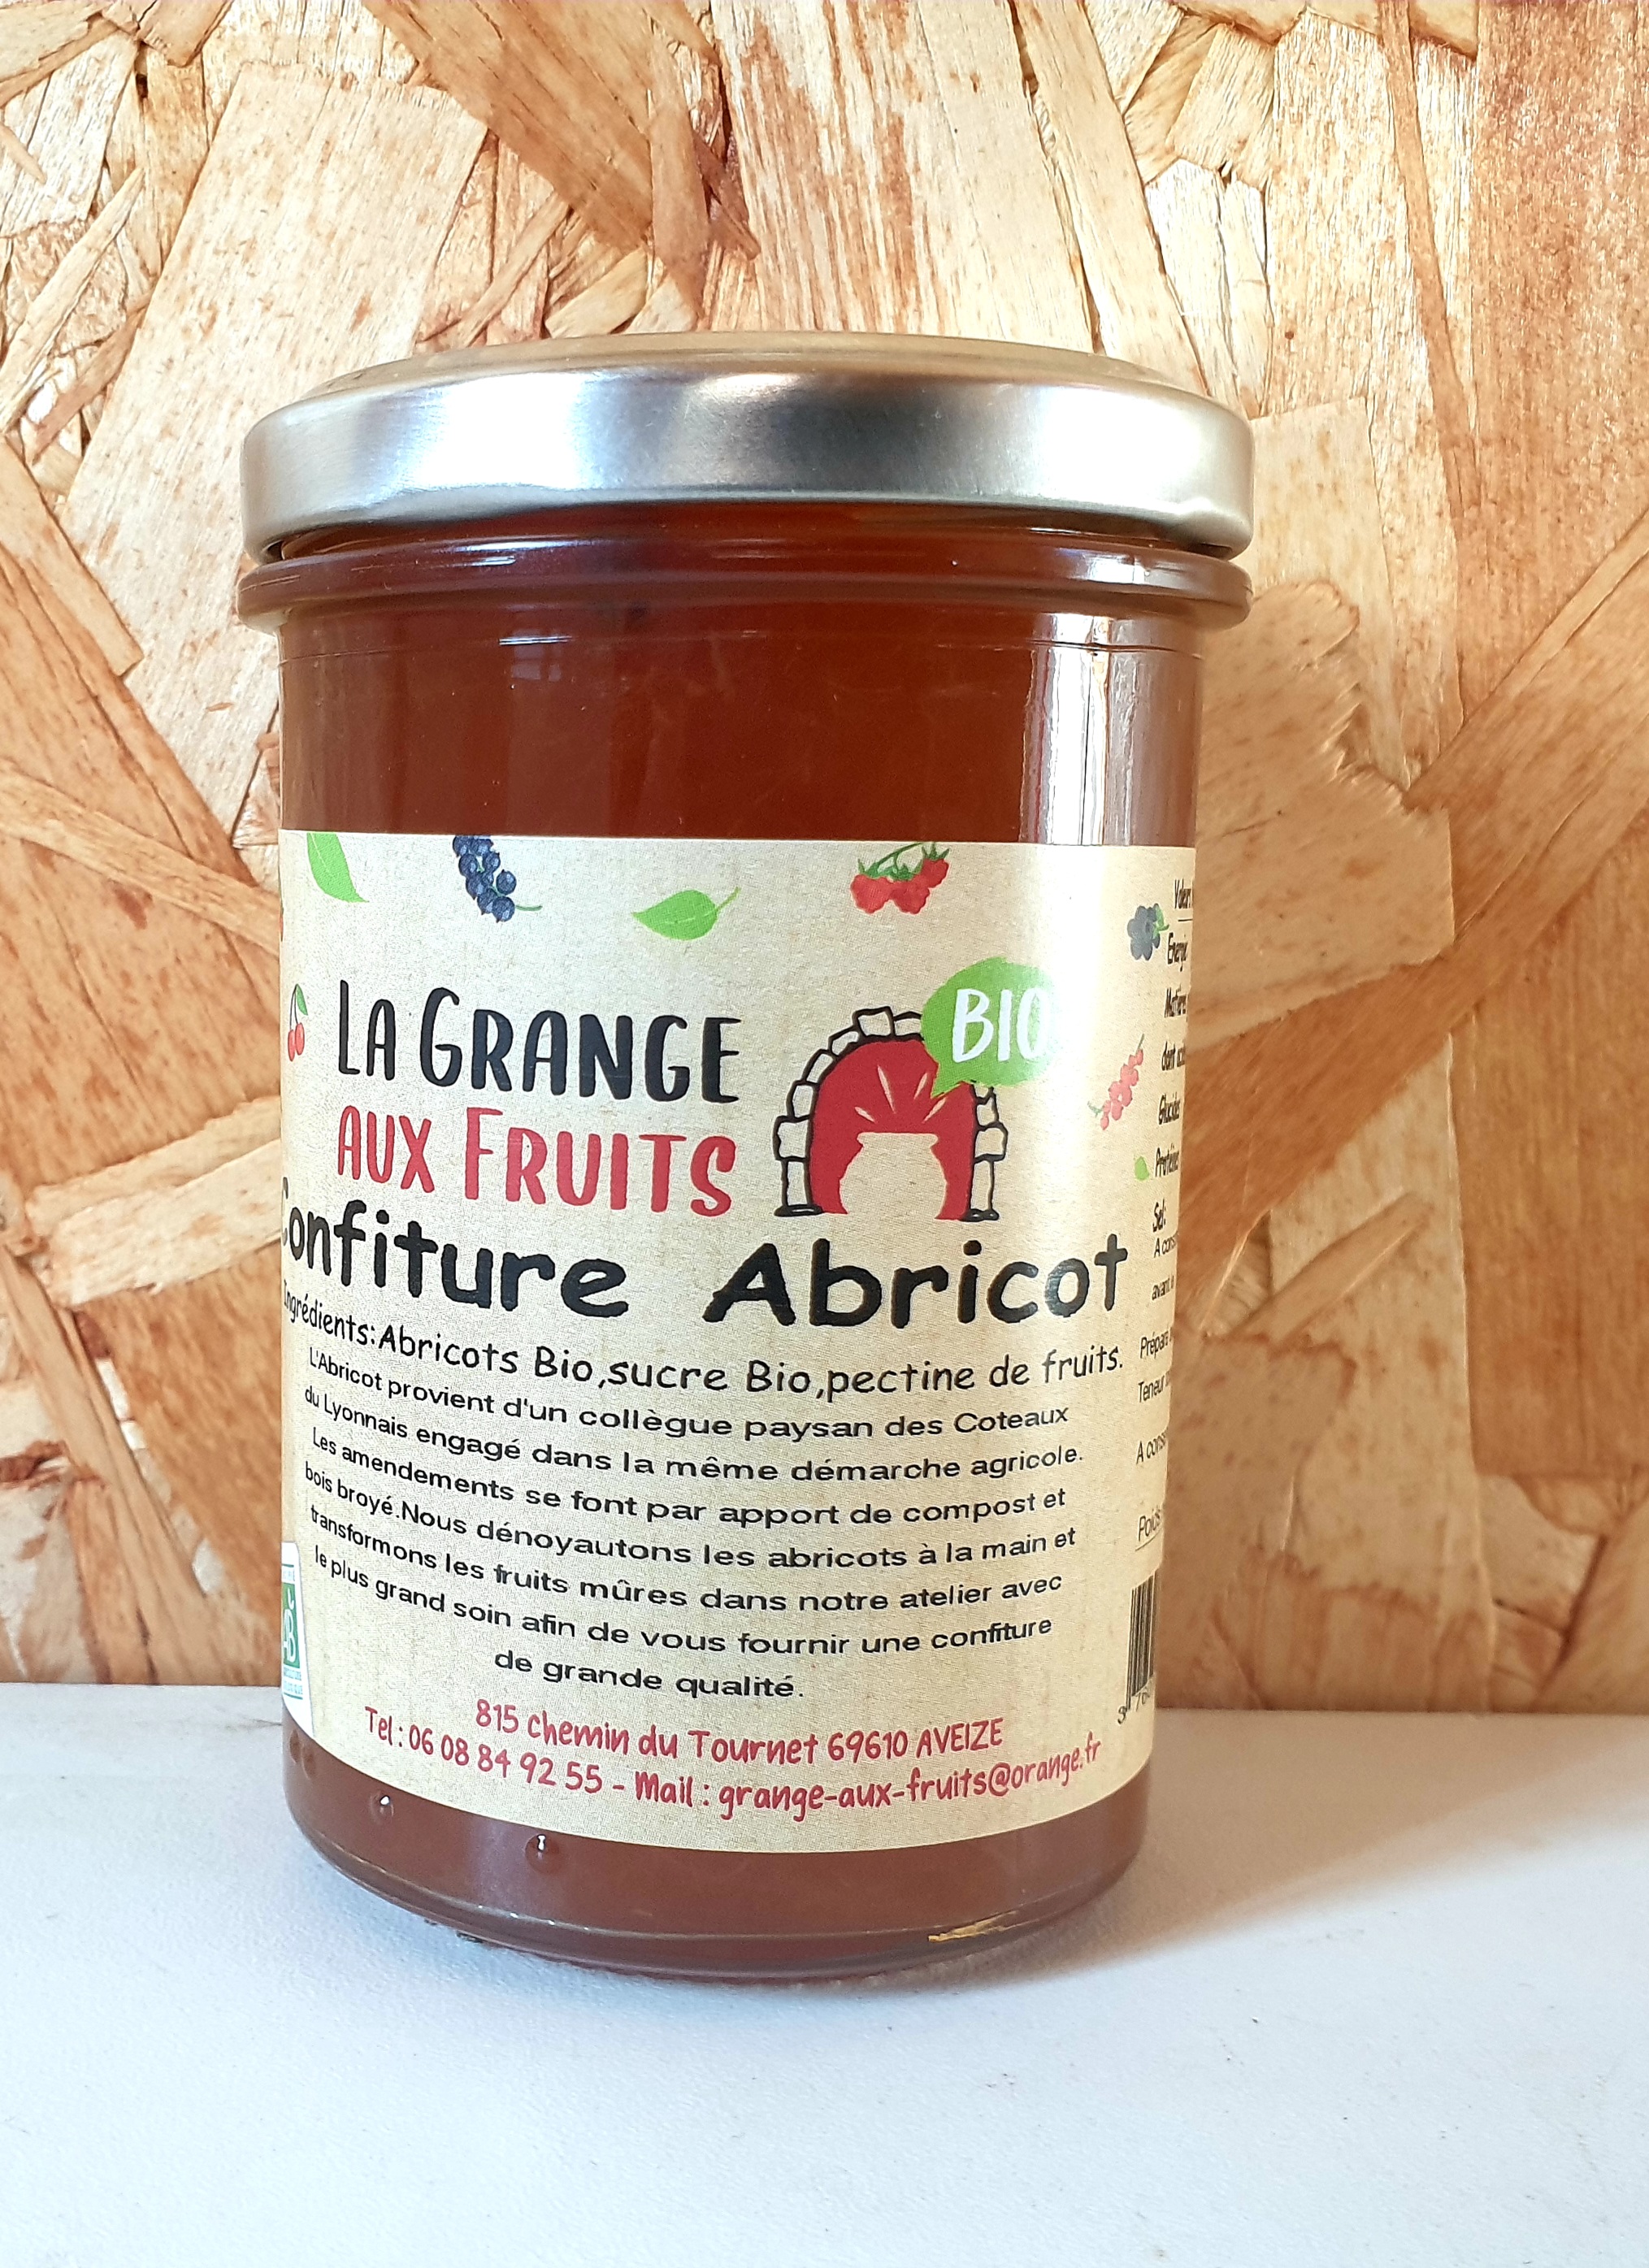 LA GRANGE
AUX FRUITS
BIO
Confiture Abricot
Ingrédients:Abricots Bio,sucre Bio,pectine de fruits.
L'Abricot provient d'un collègue paysan des Coteaux
du Lyonnais engagé dans la même démarche agricole.
Les amendements se font par apport de compost et
bois broyé.Nous dénoyautons les abricots à la main et
transformons les fruits mûres dans notre atelier avec
le plus grand soin afin de vous fournir une confiture
de grande qualité.
815 chemin du Tournet 69610 AVEIZE
Tel : 06 08 84 92 55 - Mail : grange-aux-fruits@orange.fr
Energie
dont
Glucides
Sel: